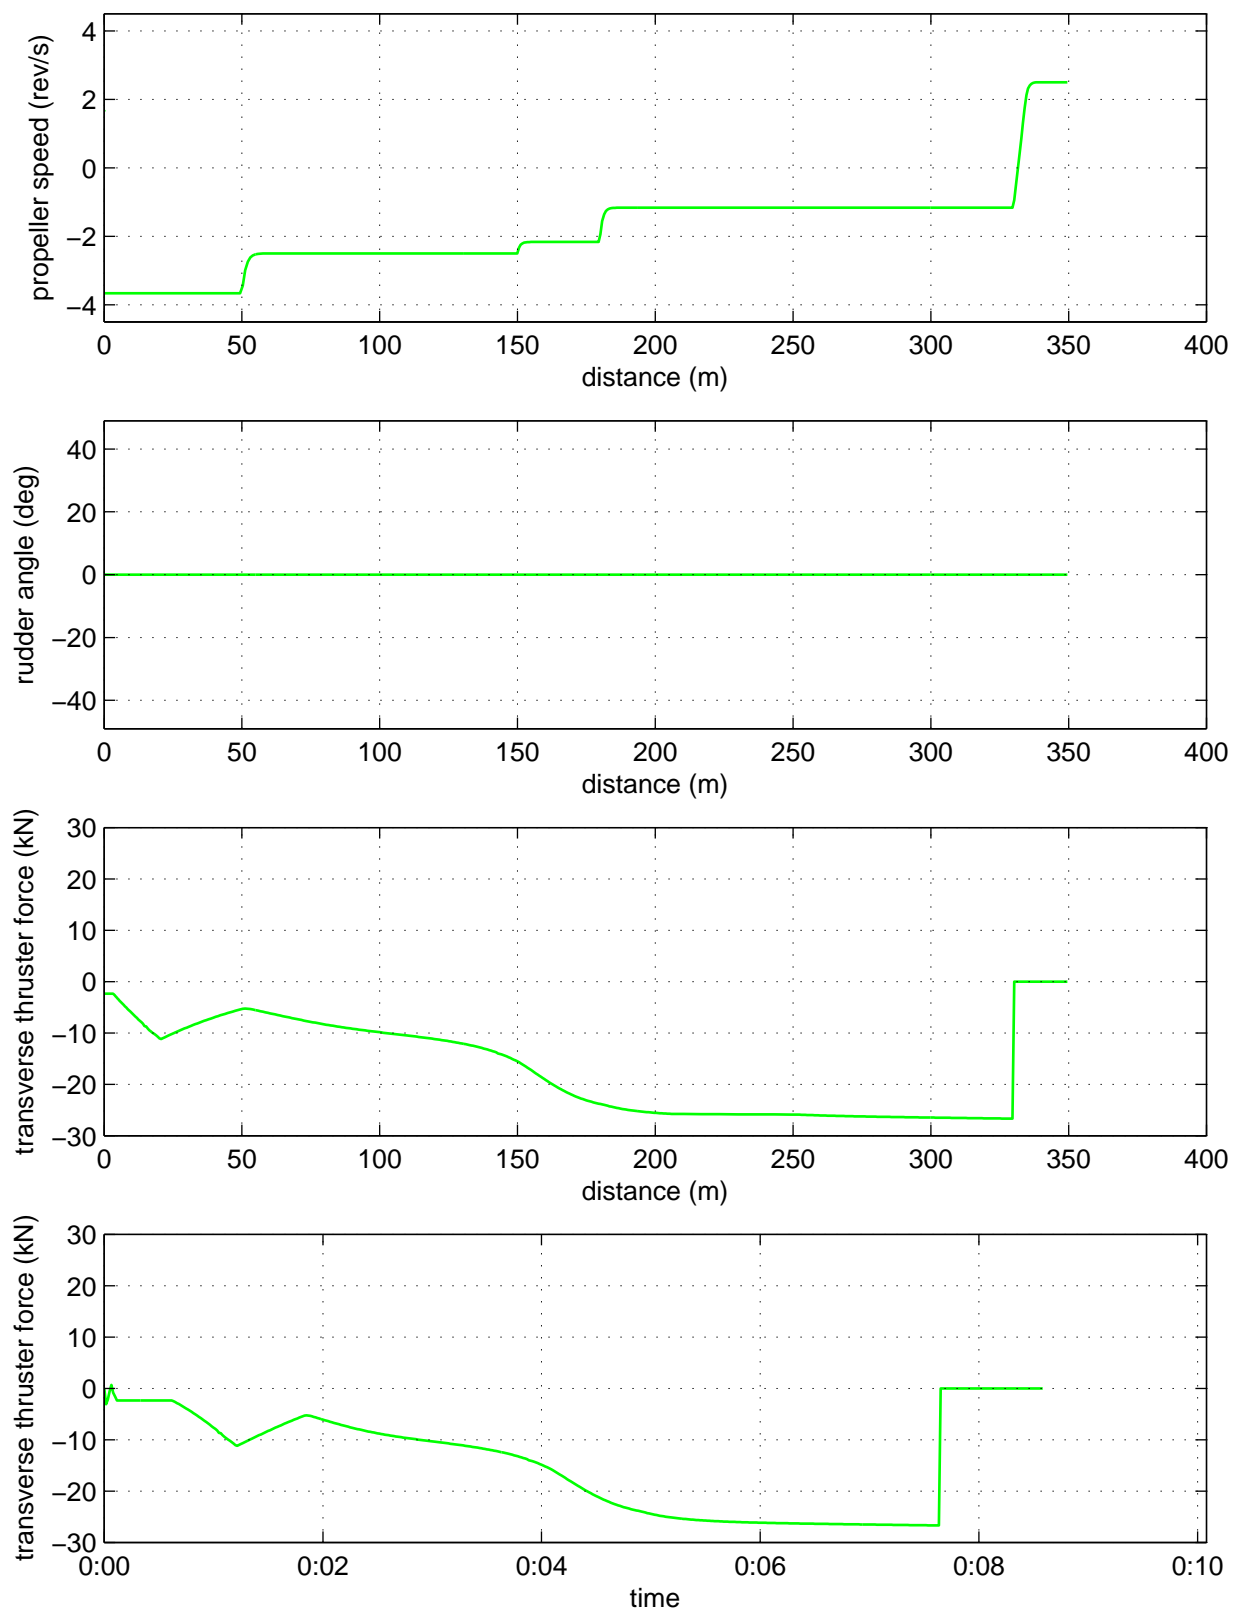 propeller speed (rev/s)
4
2
0
−2
−4
0 50 100 150 200 250 300 350 400
distance (m)
rudder angle (deg)
40
20
0
−20
−40
0 50 100 150 200 250 300 350 400
distance (m)
transverse thruster force (kN)
30
20
10
0
−10
−20
−30
0 50 100 150 200 250 300 350 400
distance (m)
transverse thruster force (kN)
30
20
10
0
−10
−20
−30
0:00 0:02 0:04 0:06 0:08 0:10
time